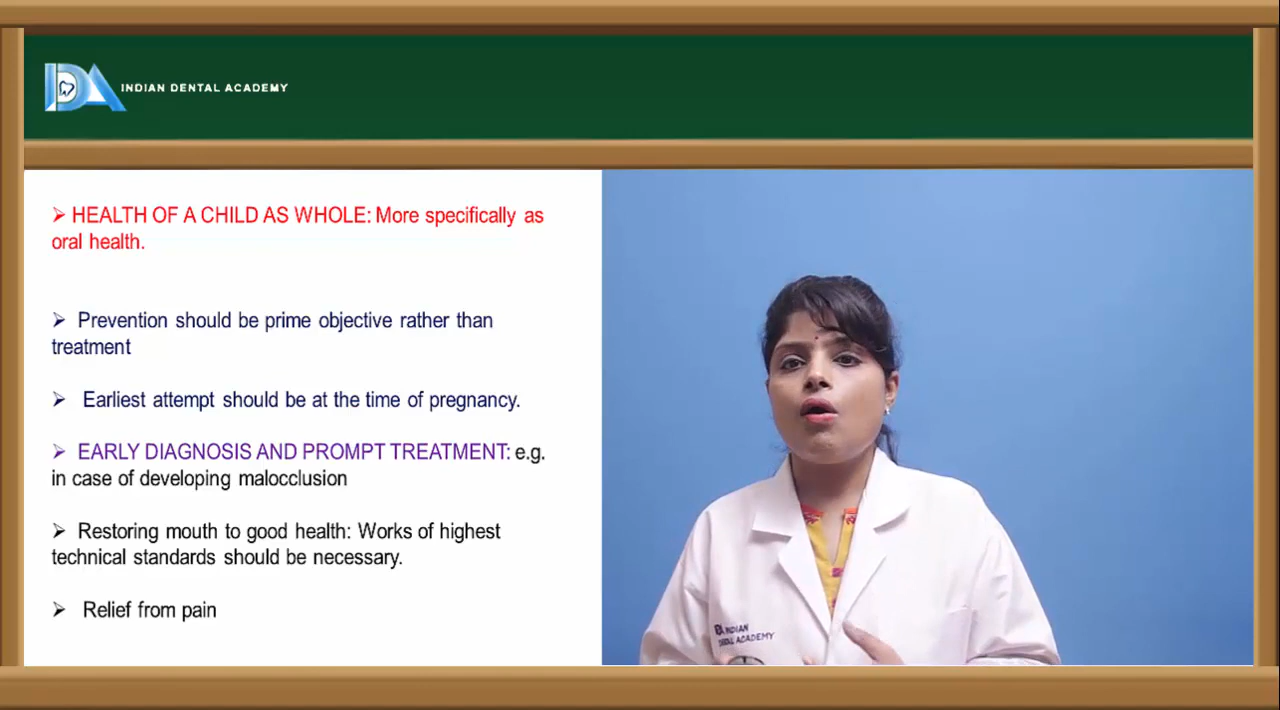 INDIAN DENTAL ACADEMY
➢ HEALTH OF A CHILD AS WHOLE: More specifically as
oral health.
➢ Prevention should be prime objective rather than
treatment
➢ Earliest attempt should be at the time of pregnancy.
➢ EARLY DIAGNOSIS AND PROMPT TREATMENT: e.g.
in case of developing malocclusion
➢ Restoring mouth to good health: Works of highest
technical standards should be necessary.
➢ Relief from pain
INDIAN
ACADEMY